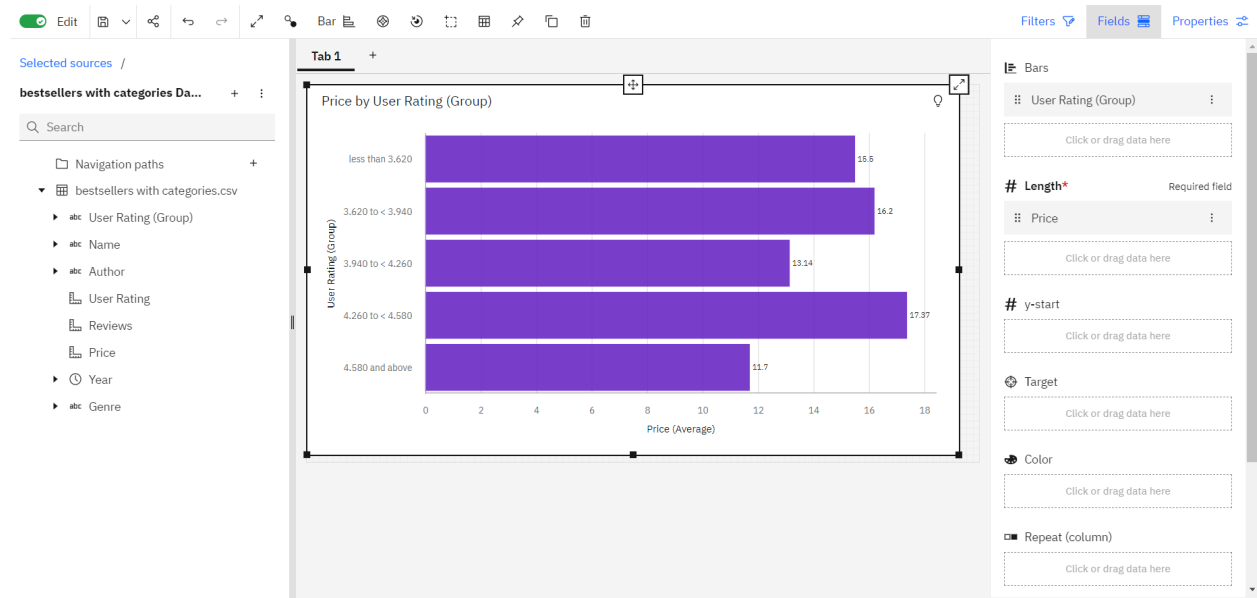 Edit
Bar
Filters
Fields
Properties
Selected sources /
bestsellers with categories Da...
Search
Navigation paths
bestsellers with categories.csv
abc User Rating (Group)
abc Name
abc Author
User Rating
Reviews
Price
Year
abc Genre
Tab 1
Price by User Rating (Group)
User Rating (Group)
less than 3.620
15.5
3.620 to < 3.940
16.2
3.940 to < 4.260
13.14
4.260 to < 4.580
17.37
4.580 and above
11.7
0 2 4 6 8 10 12 14 16 18
Price (Average)
Bars
User Rating (Group)
Click or drag data here
# Length* Required field
Price
Click or drag data here
# y-start
Click or drag data here
Target
Click or drag data here
Color
Click or drag data here
Repeat (column)
Click or drag data here